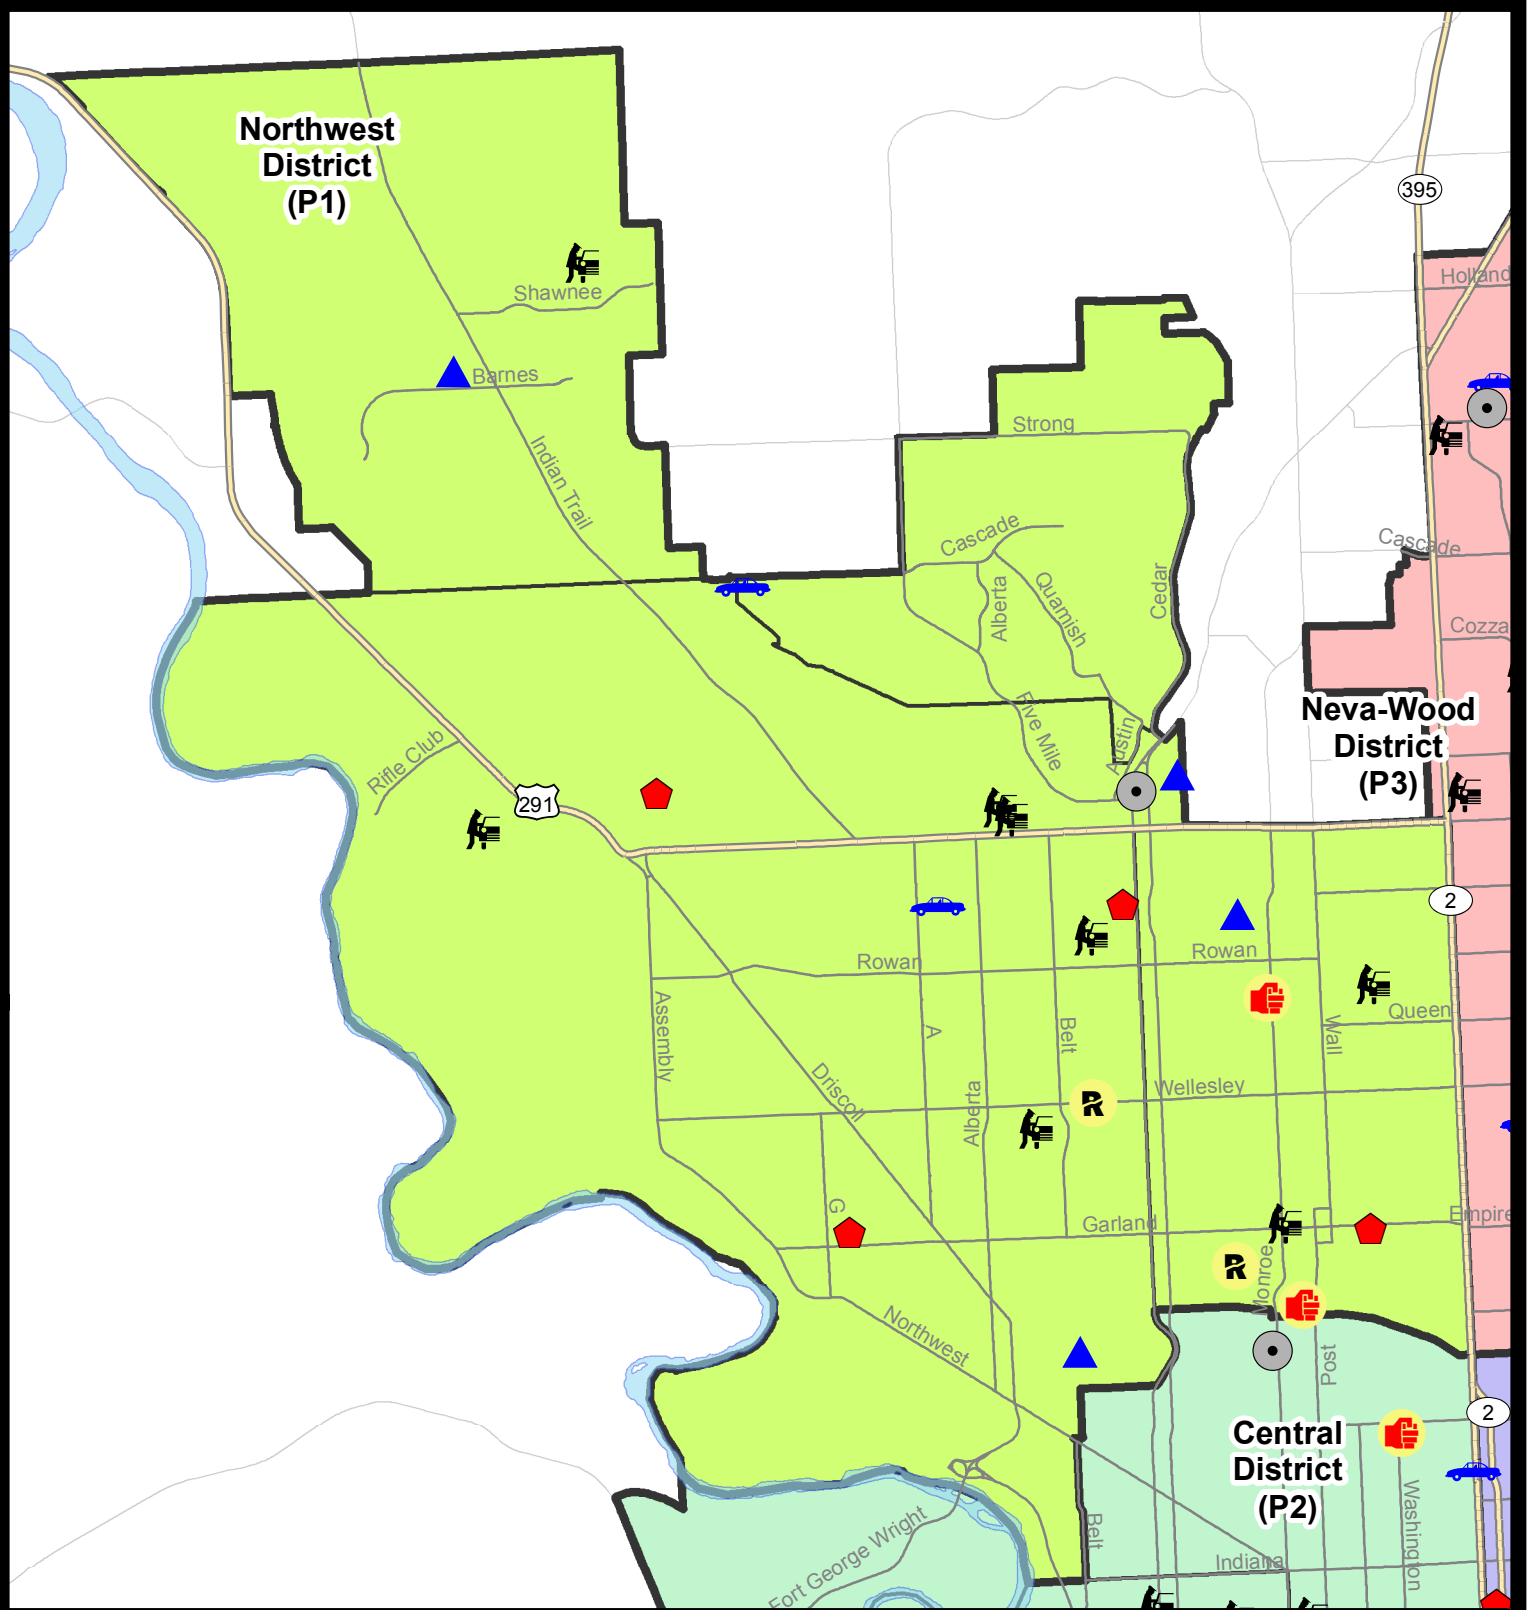 Northwest
District
(P1)
395
Holland
Shawnee
Barnes
Strong
Indian Trail
Cascade
Cascade
Quamish
Alberta
Cedar
Cozza
Five Mile
Austin
Neva-Wood
District
(P3)
Rifle Club
291
2
Rowan
Rowan
Assembly
A
Belt
Wall
Queen
Driscoll
Alberta
Wellesley
R
G
Garland
Empire
R
Monroe
Northwest
Post
2
Central
District
(P2)
Washington
Belt
Fort George Wright
Indiana